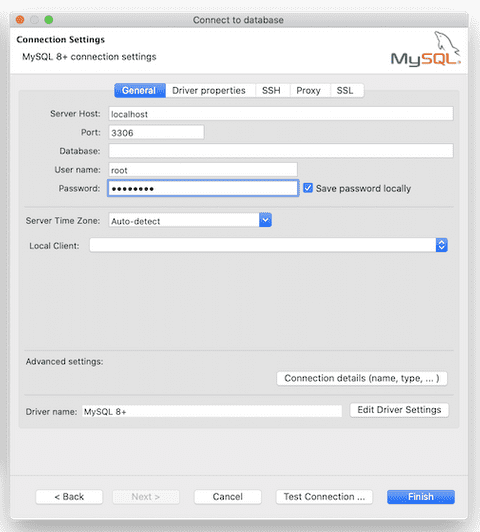 Connect to database
Connection Settings
MySQL 8+ connection settings
MySQL
General Driver properties SSH Proxy SSL
Server Host: localhost
Port: 3306
Database:
User name: root
Password: •••••••• Save password locally
Server Time Zone: Auto-detect
Local Client:
Advanced settings:
Connection details (name, type, ... )
Driver name: MySQL 8+ Edit Driver Settings
< Back Next > Cancel Test Connection ... Finish